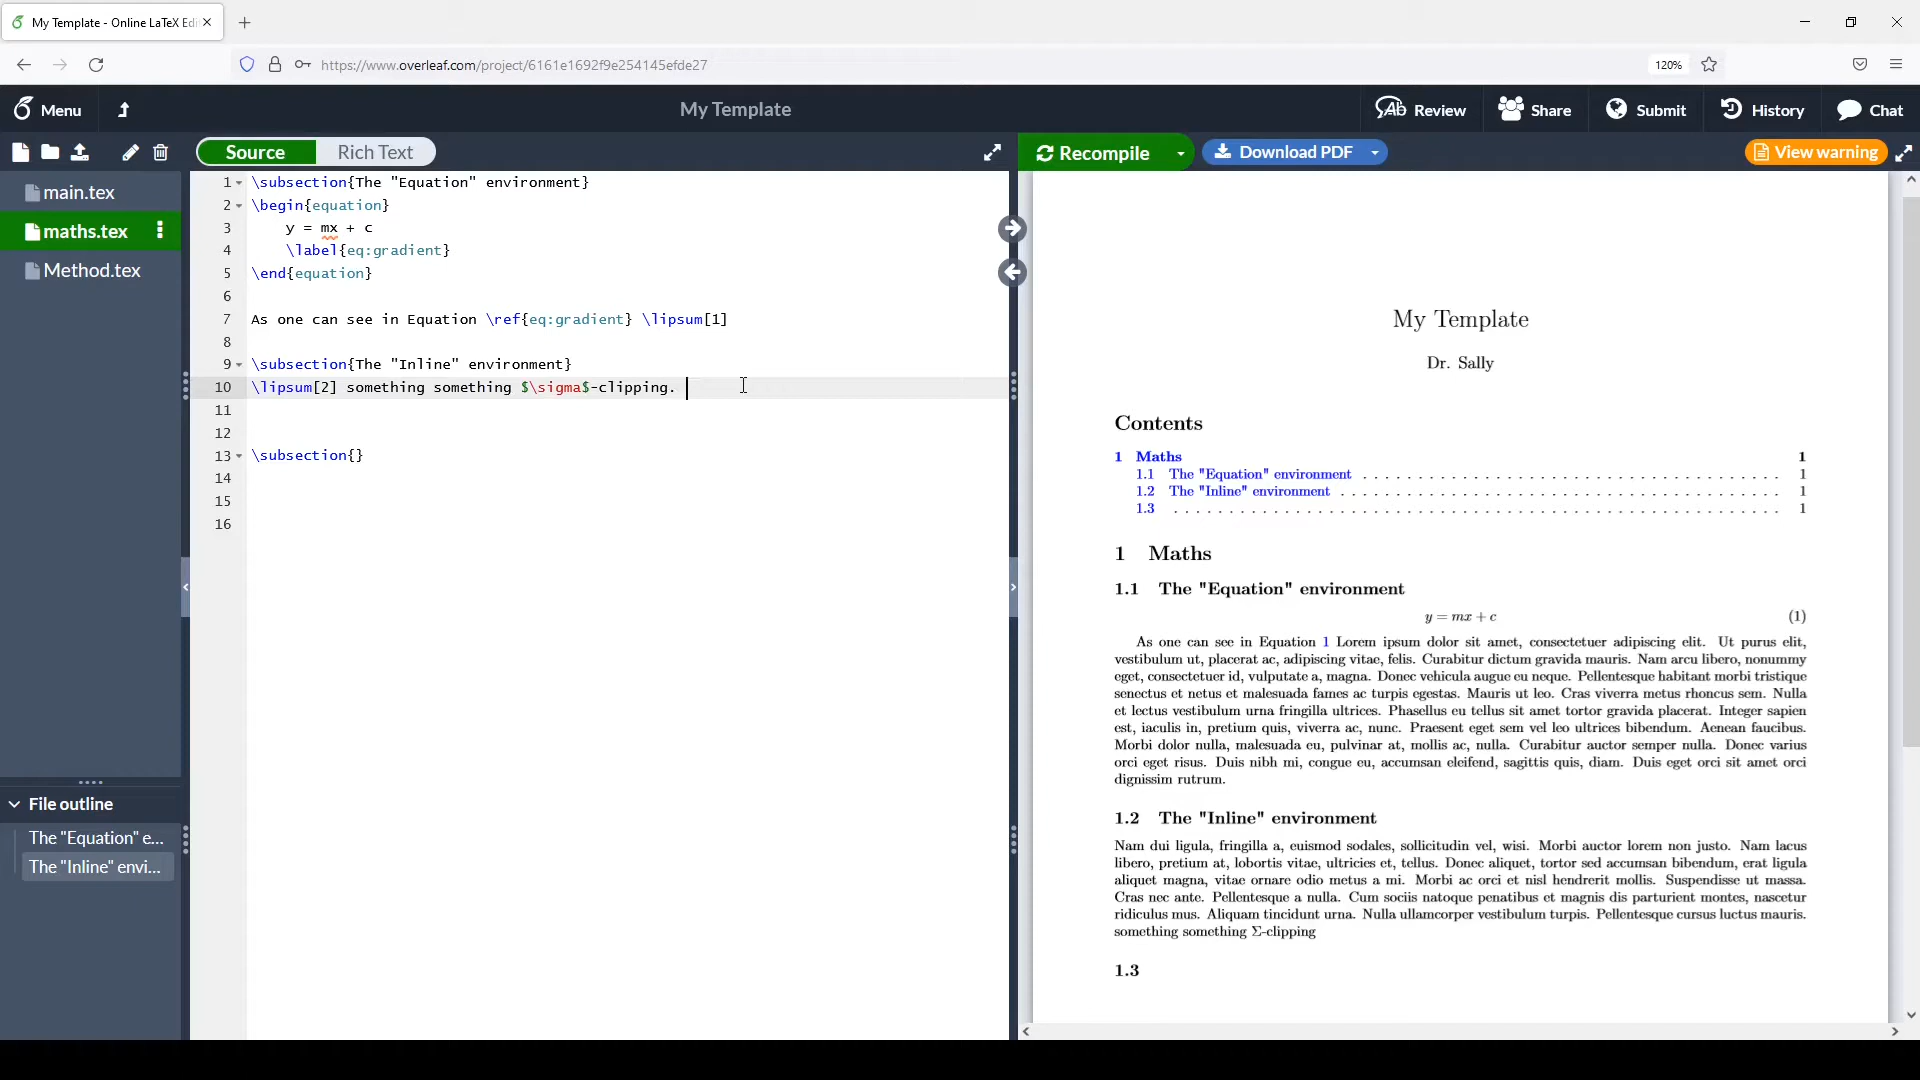 My Template - Online LaTeX Edi
https://www.overleaf.com/project/6161e1692f9e254145efde27
120%
Menu
My Template
Review
Share
Submit
History
Chat
Source
Rich Text
Recompile
Download PDF
View warning
main.tex
maths.tex
Method.tex
1 \subsection{The "Equation" environment}
2 \begin{equation}
3 y = mx + c
4 \label{eq:gradient}
5 \end{equation}
6
7 As one can see in Equation \ref{eq:gradient} \lipsum[1]
8
9 \subsection{The "Inline" environment}
10 \lipsum[2] something something $\sigma$-clipping.
11
12
13 \subsection{}
14
15
16
File outline
The "Equation" e...
The "Inline" envi...
My Template
Dr. Sally
Contents
1 Maths 1
1.1 The "Equation" environment . . . . . . . . . . . . . . . . . . . . . . . . . . . . . . . . . . . . . 1
1.2 The "Inline" environment . . . . . . . . . . . . . . . . . . . . . . . . . . . . . . . . . . . . . . . 1
1.3 . . . . . . . . . . . . . . . . . . . . . . . . . . . . . . . . . . . . . . . . . . . . . . . . . . . . 1
1 Maths
1.1 The "Equation" environment
y = mx + c (1)
As one can see in Equation 1 Lorem ipsum dolor sit amet, consectetuer adipiscing elit. Ut purus elit,
vestibulum ut, placerat ac, adipiscing vitae, felis. Curabitur dictum gravida mauris. Nam arcu libero, nonummy
eget, consectetuer id, vulputate a, magna. Donec vehicula augue eu neque. Pellentesque habitant morbi tristique
senectus et netus et malesuada fames ac turpis egestas. Mauris ut leo. Cras viverra metus rhoncus sem. Nulla
et lectus vestibulum urna fringilla ultrices. Phasellus eu tellus sit amet tortor gravida placerat. Integer sapien
est, iaculis in, pretium quis, viverra ac, nunc. Praesent eget sem vel leo ultrices bibendum. Aenean faucibus.
Morbi dolor nulla, malesuada eu, pulvinar at, mollis ac, nulla. Curabitur auctor semper nulla. Donec varius
orci eget risus. Duis nibh mi, congue eu, accumsan eleifend, sagittis quis, diam. Duis eget orci sit amet orci
dignissim rutrum.
1.2 The "Inline" environment
Nam dui ligula, fringilla a, euismod sodales, sollicitudin vel, wisi. Morbi auctor lorem non justo. Nam lacus
libero, pretium at, lobortis vitae, ultricies et, tellus. Donec aliquet, tortor sed accumsan bibendum, erat ligula
aliquet magna, vitae ornare odio metus a mi. Morbi ac orci et nisl hendrerit mollis. Suspendisse ut massa.
Cras nec ante. Pellentesque a nulla. Cum sociis natoque penatibus et magnis dis parturient montes, nascetur
ridiculus mus. Aliquam tincidunt urna. Nulla ullamcorper vestibulum turpis. Pellentesque cursus luctus mauris.
something something Σ-clipping
1.3